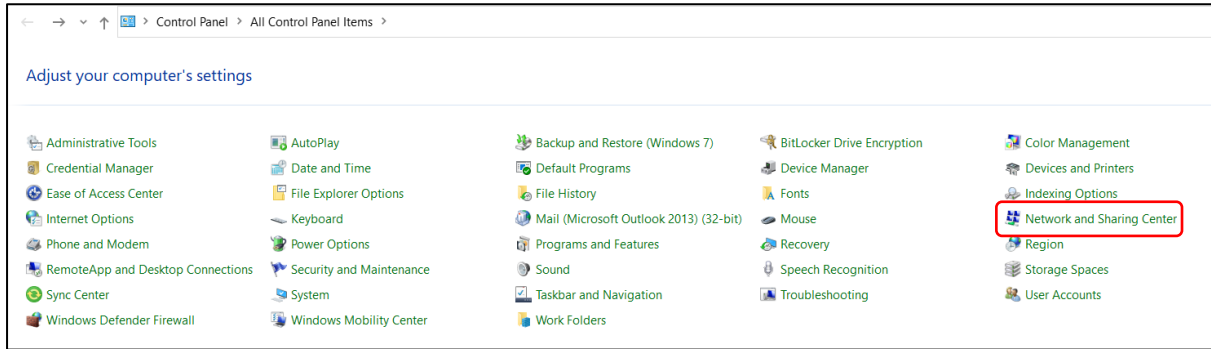 Control Panel > All Control Panel Items >
Adjust your computer's settings
Administrative Tools AutoPlay Backup and Restore (Windows 7) BitLocker Drive Encryption Color Management
Credential Manager Date and Time Default Programs Device Manager Devices and Printers
Ease of Access Center File Explorer Options File History Fonts Indexing Options
Internet Options Keyboard Mail (Microsoft Outlook 2013) (32-bit) Mouse Network and Sharing Center
Phone and Modem Power Options Programs and Features Recovery Region
RemoteApp and Desktop Connections Security and Maintenance Sound Speech Recognition Storage Spaces
Sync Center System Taskbar and Navigation Troubleshooting User Accounts
Windows Defender Firewall Windows Mobility Center Work Folders